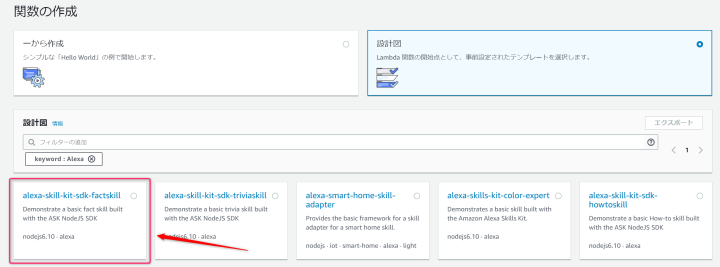 関数の作成
一から作成
シンプルな「Hello World」の例で開始します。
設計図
Lambda 関数の開始点として、事前設定されたテンプレートを選択します。
設計図 情報
エクスポート
フィルターの追加
keyword : Alexa
1
alexa-skill-kit-sdk-factskill
Demonstrate a basic fact skill built
with the ASK NodeJS SDK
nodejs6.10 · alexa
alexa-skill-kit-sdk-triviaskill
Demonstrate a basic trivia skill built
with the ASK NodeJS SDK
nodejs6.10 · alexa
alexa-smart-home-skill-
adapter
Provides the basic framework for a skill
adapter for a smart home skill.
nodejs · iot · smart-home · alexa · light
alexa-skills-kit-color-expert
Demonstrates a basic skill built with the
Amazon Alexa Skills Kit.
nodejs6.10 · alexa
alexa-skill-kit-sdk-
howtoskill
Demonstrate a basic How-to skill built
with the ASK NodeJS SDK
nodejs6.10 · alexa